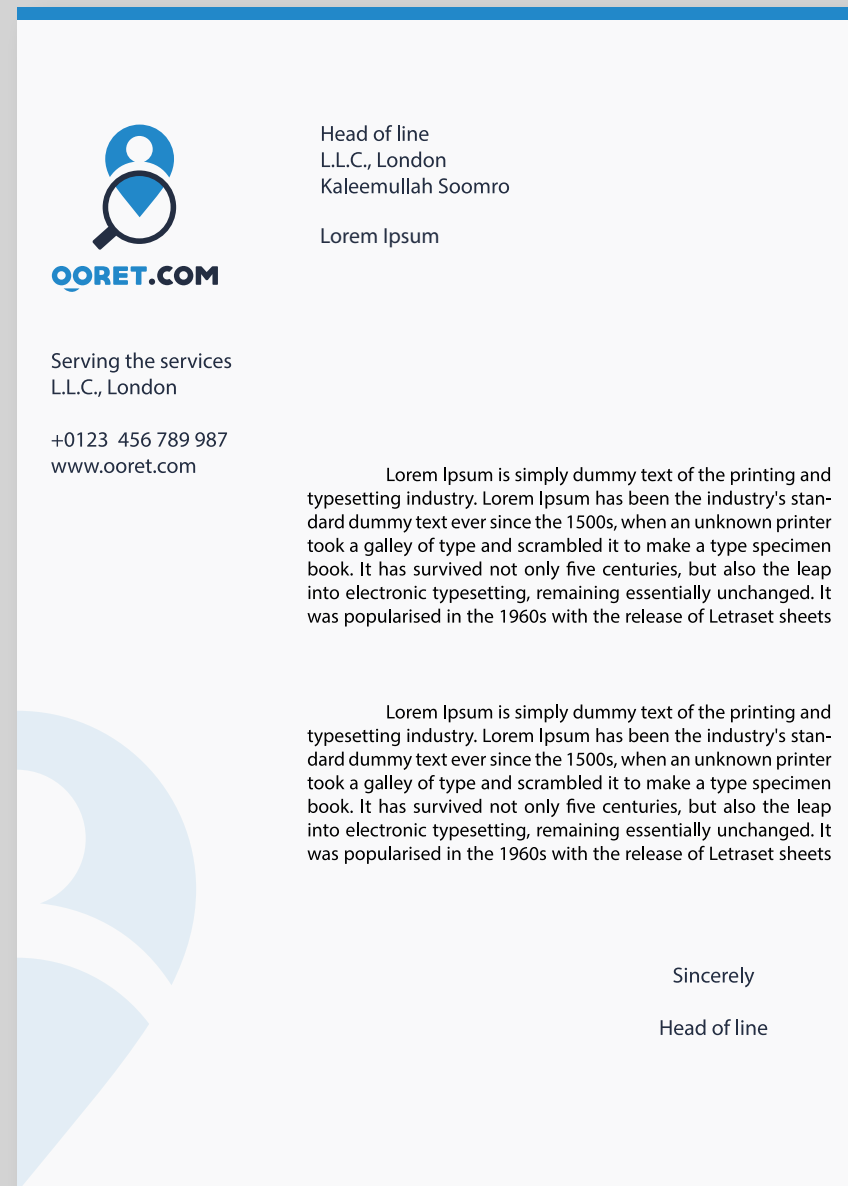 Head of line
L.L.C., London
Kaleemullah Soomro
Lorem Ipsum
OORET.COM
Serving the services
L.L.C., London
+0123  456 789 987
www.ooret.com
Lorem Ipsum is simply dummy text of the printing and
typesetting industry. Lorem Ipsum has been the industry's stan-
dard dummy text ever since the 1500s, when an unknown printer
took a galley of type and scrambled it to make a type specimen
book. It has survived not only five centuries, but also the leap
into electronic typesetting, remaining essentially unchanged. It
was popularised in the 1960s with the release of Letraset sheets
Lorem Ipsum is simply dummy text of the printing and
typesetting industry. Lorem Ipsum has been the industry's stan-
dard dummy text ever since the 1500s, when an unknown printer
took a galley of type and scrambled it to make a type specimen
book. It has survived not only five centuries, but also the leap
into electronic typesetting, remaining essentially unchanged. It
was popularised in the 1960s with the release of Letraset sheets
Sincerely
Head of line